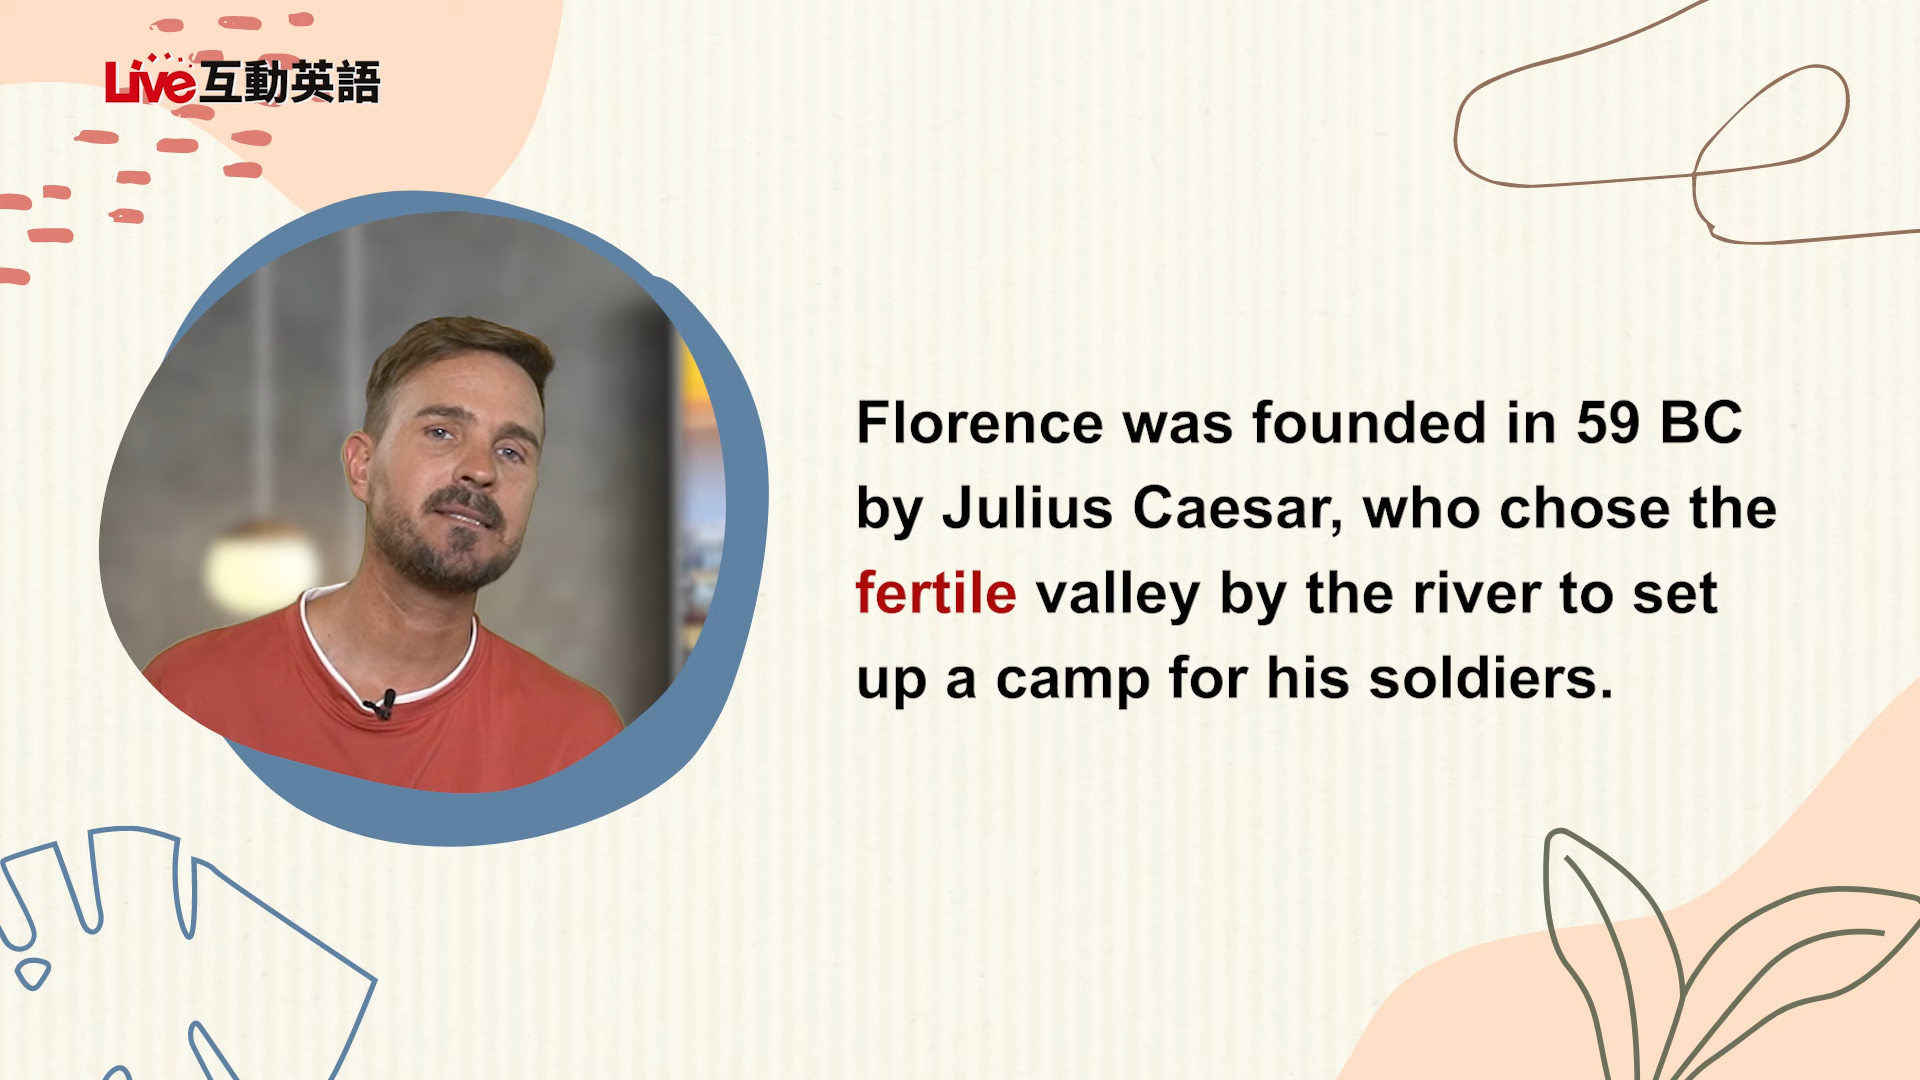 Live互動英語
Florence was founded in 59 BC
by Julius Caesar, who chose the
fertile valley by the river to set
up a camp for his soldiers.